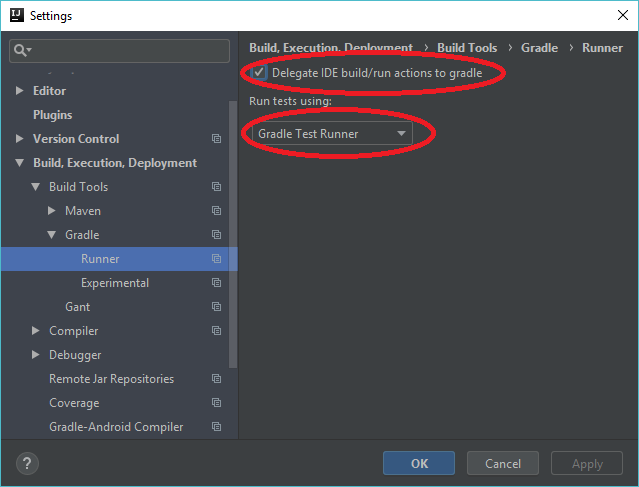 Settings
Build, Execution, Deployment › Build Tools › Gradle › Runner
Delegate IDE build/run actions to gradle
Run tests using:
Gradle Test Runner
Editor
Plugins
Version Control
Build, Execution, Deployment
Build Tools
Maven
Gradle
Runner
Experimental
Gant
Compiler
Debugger
Remote Jar Repositories
Coverage
Gradle-Android Compiler
?
OK
Cancel
Apply